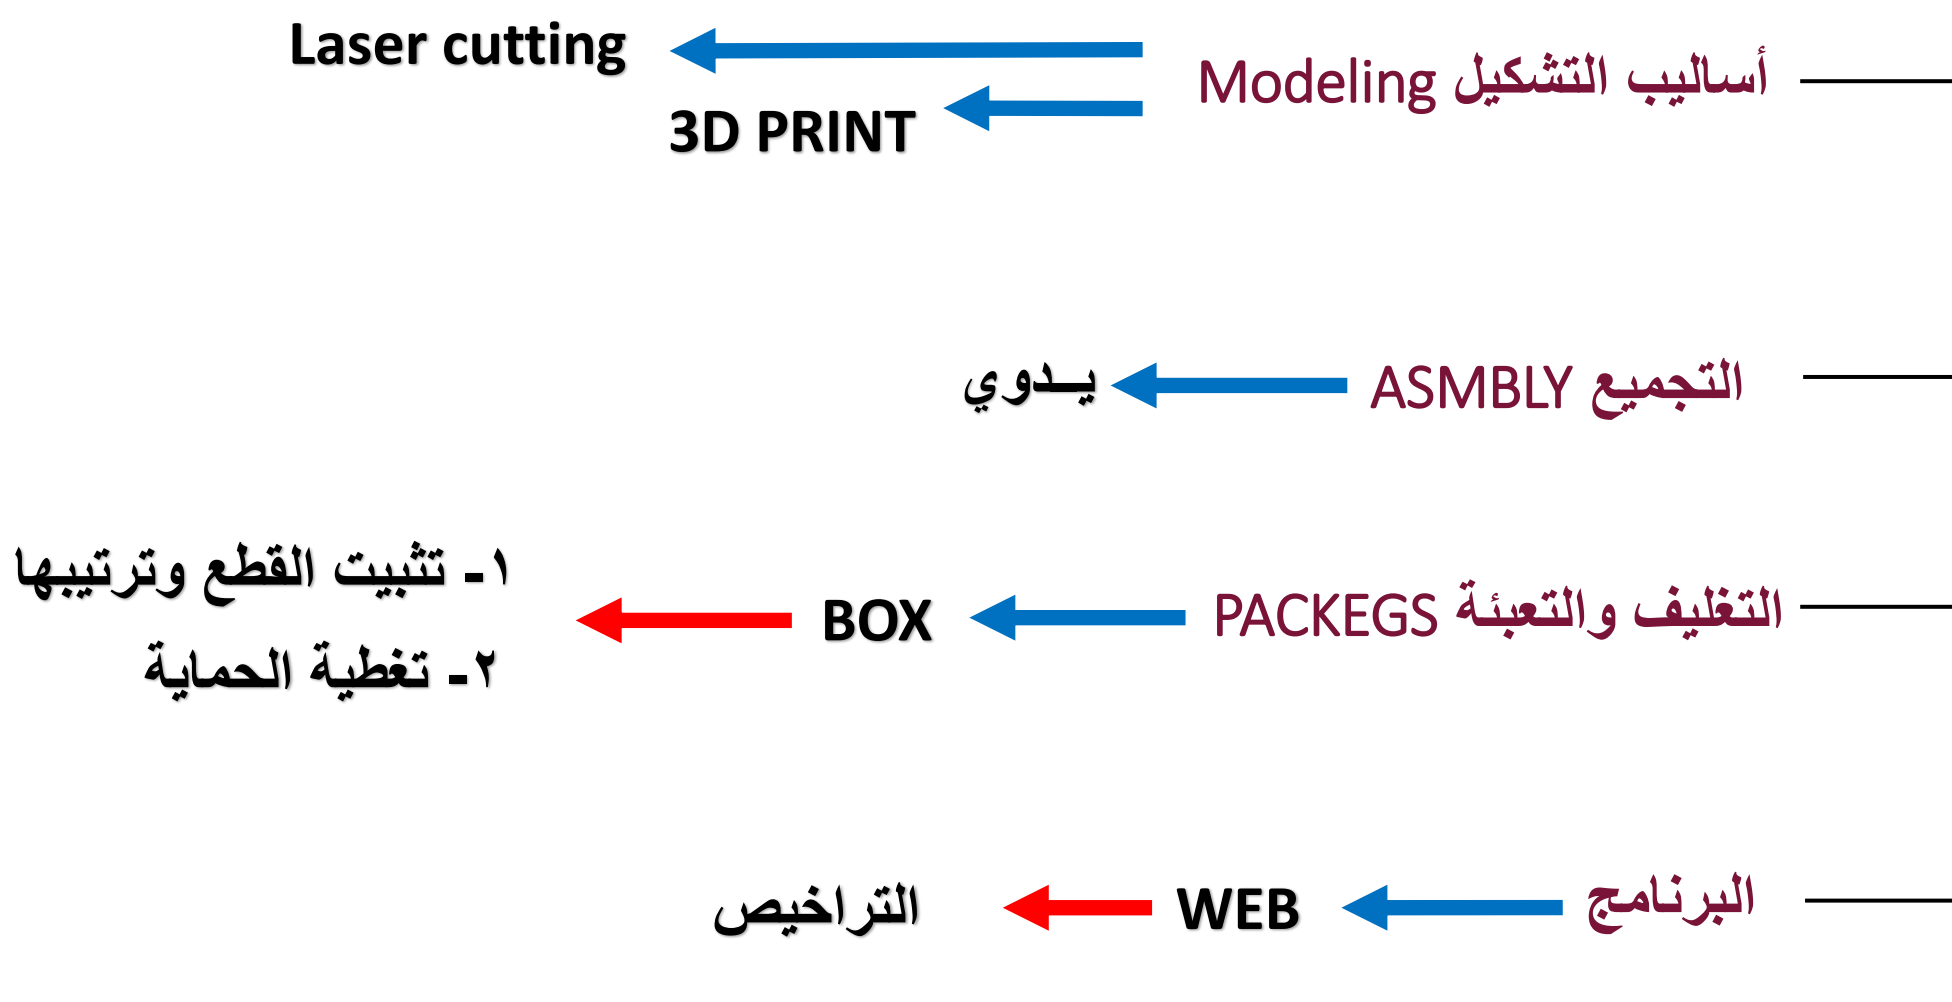 أساليب التشكيل Modeling
Laser cutting
3D PRINT
التجميع ASMBLY
يــدوي
التغليف والتعبئة PACKEGS
BOX
١- تثبيت القطع وترتيبها
٢- تغطية الحماية
البرنامج
WEB
التراخيص